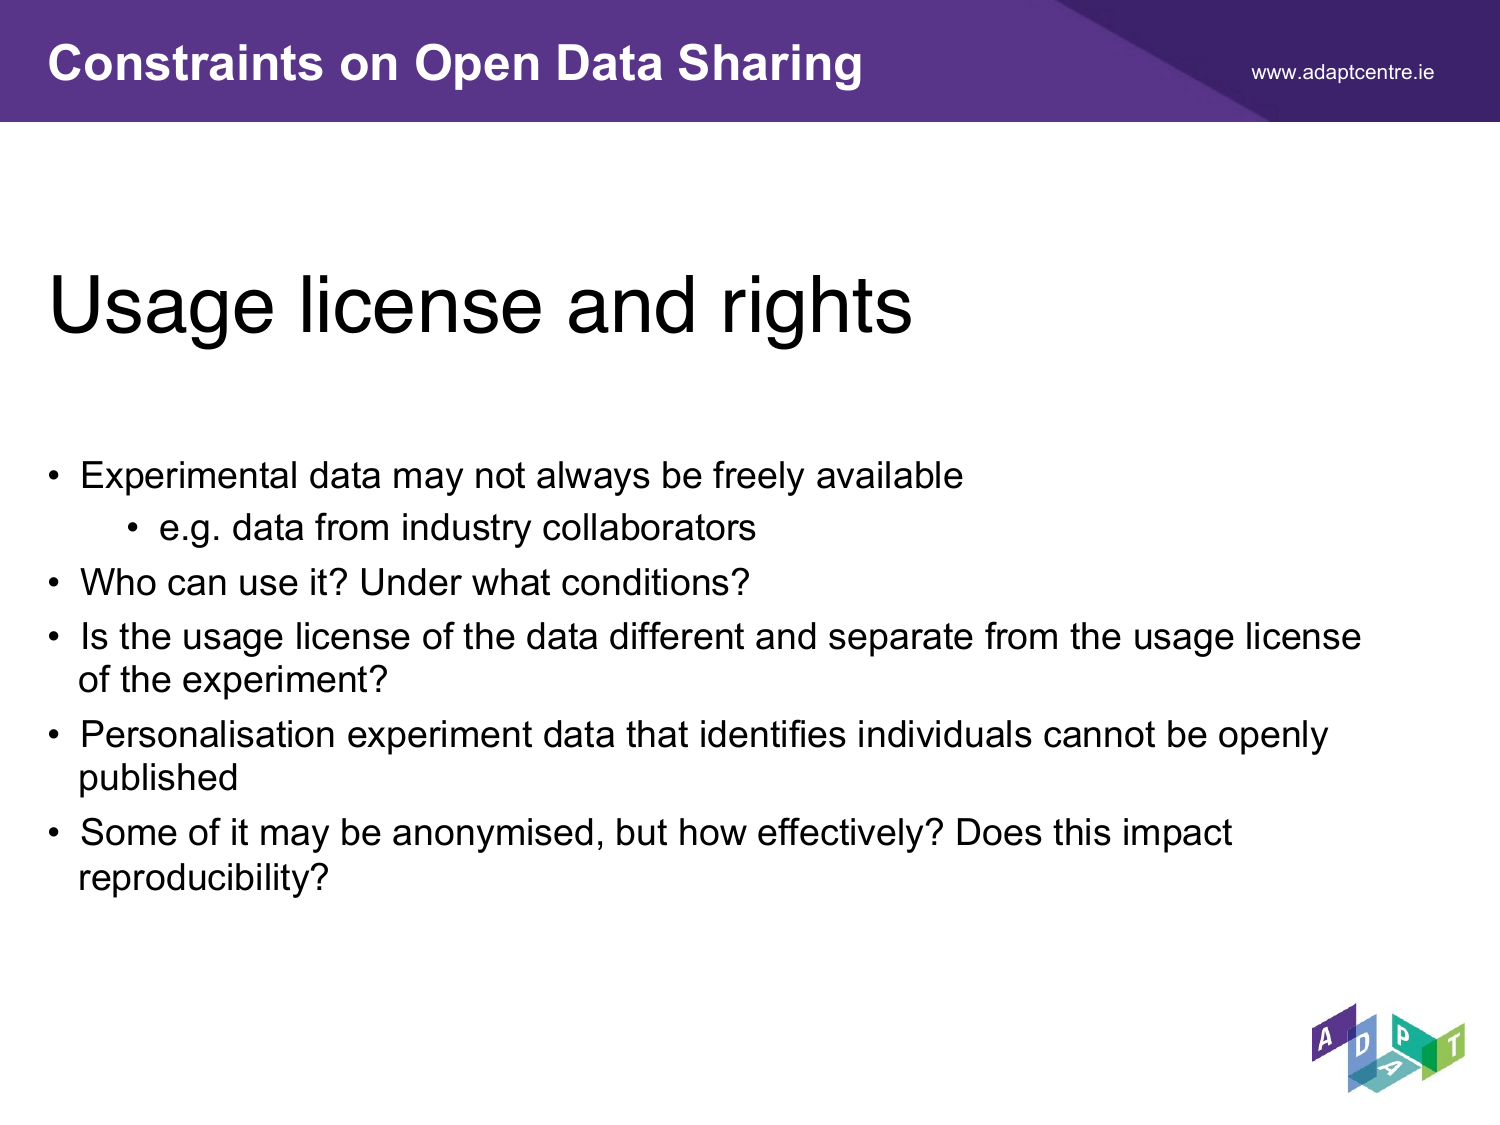 Constraints on Open Data Sharing
www.adaptcentre.ie
Usage license and rights
• Experimental data may not always be freely available
• e.g. data from industry collaborators
• Who can use it? Under what conditions?
• Is the usage license of the data different and separate from the usage license
of the experiment?
• Personalisation experiment data that identifies individuals cannot be openly
published
• Some of it may be anonymised, but how effectively? Does this impact
reproducibility?
ADAPT